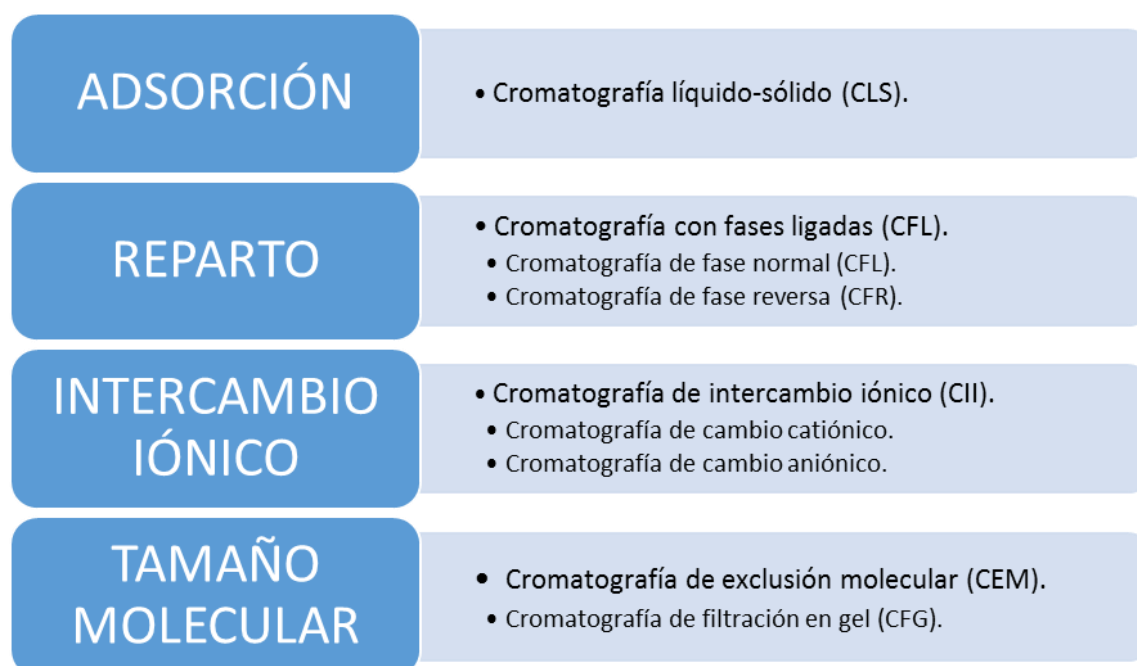 ADSORCIÓN
• Cromatografía líquido-sólido (CLS).
REPARTO
• Cromatografía con fases ligadas (CFL).
• Cromatografía de fase normal (CFL).
• Cromatografía de fase reversa (CFR).
INTERCAMBIO
IÓNICO
• Cromatografía de intercambo iónico (CII).
• Cromatografía de cambio catiónico.
• Cromatografía de cambio aniónico.
TAMAÑO
MOLECULAR
• Cromatografía de exclusión molecular (CEM).
• Cromatografía de filtración en gel (CFG).